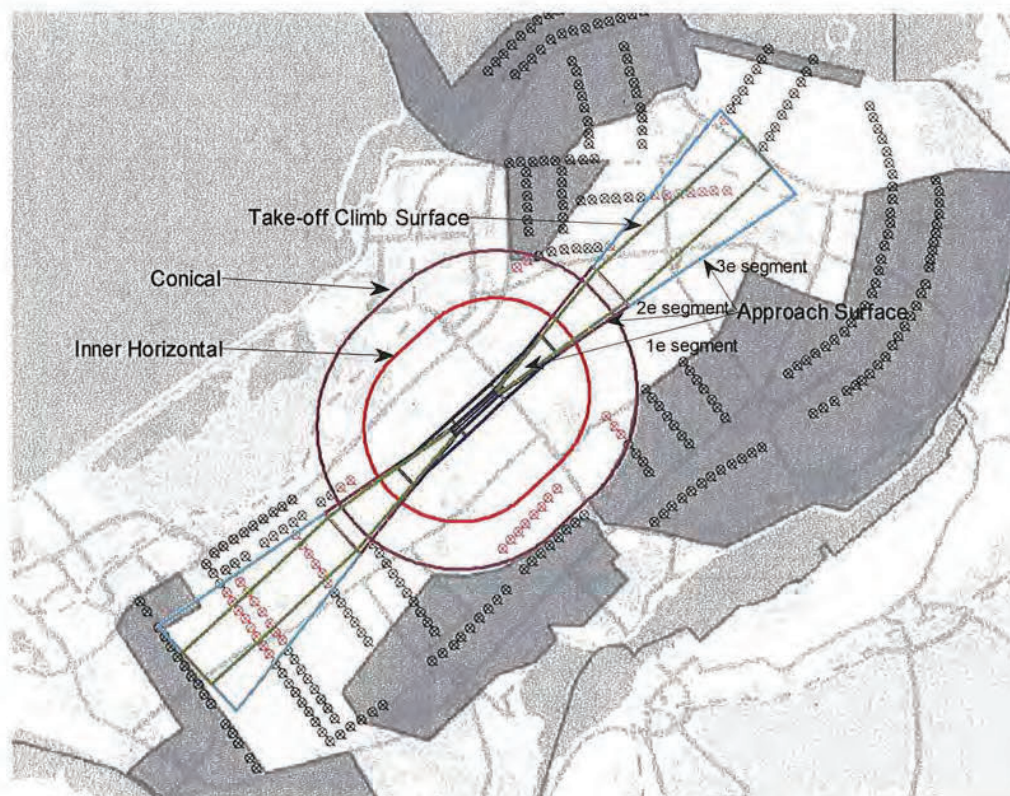 Take-off Climb Surface
Conical
3e segment
2e segment
Approach Surface
Inner Horizontal
1e segment